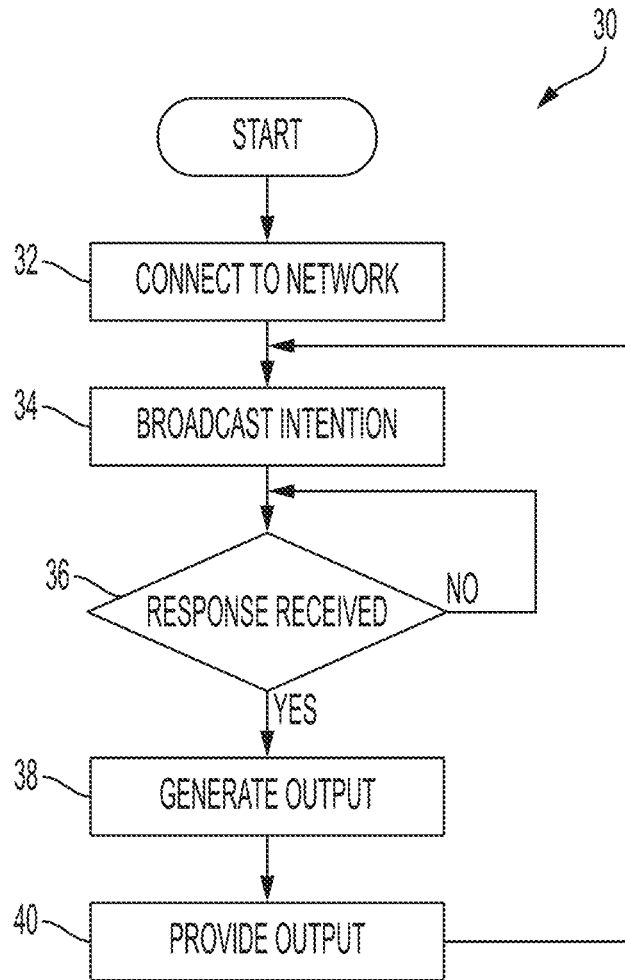 30
START
32
CONNECT TO NETWORK
34
BROADCAST INTENTION
36
RESPONSE RECEIVED
NO
YES
38
GENERATE OUTPUT
40
PROVIDE OUTPUT